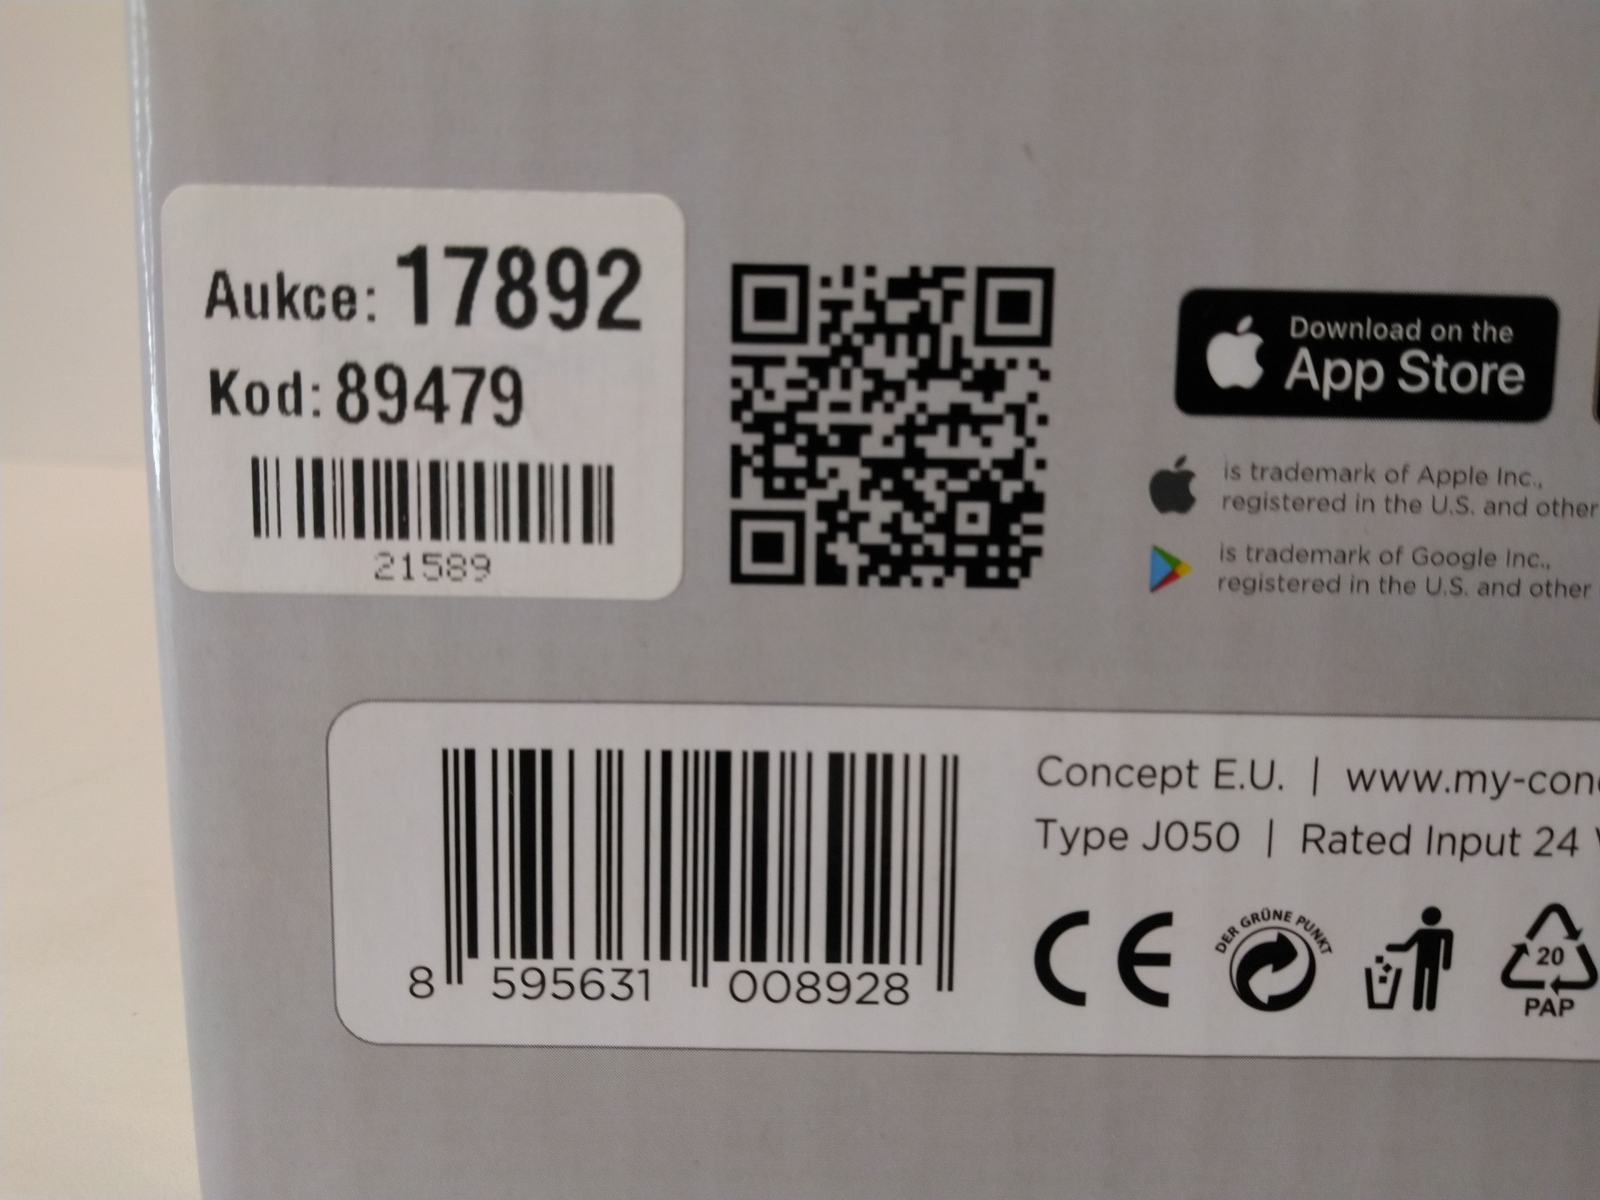 Aukce: 17892
Kod: 89479
21589
Download on the
App Store
is trademark of Apple Inc.,
registered in the U.S. and other
is trademark of Google Inc.,
registered in the U.S. and other
8 595631 008928
Concept E.U. | www.my-con
Type J050 | Rated Input 24
CE
DER GRÜNE PUNKT
20
PAP